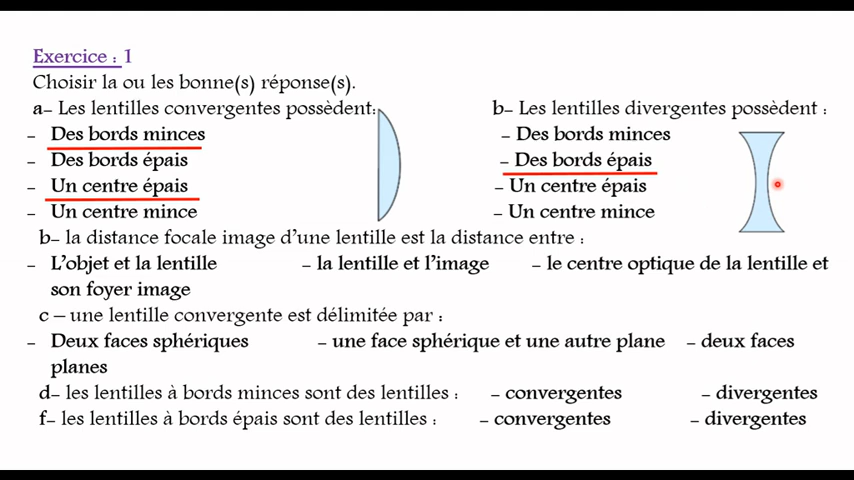 Exercice : 1
Choisir la ou les bonne(s) réponse(s).
a– Les lentilles convergentes possèdent:
– Des bords minces
– Des bords épais
– Un centre épais
– Un centre mince
b– Les lentilles divergentes possèdent :
– Des bords minces
– Des bords épais
– Un centre épais
– Un centre mince
b– la distance focale image d'une lentille est la distance entre :
– L'objet et la lentille – la lentille et l'image – le centre optique de la lentille et
son foyer image
c – une lentille convergente est délimitée par :
– Deux faces sphériques – une face sphérique et une autre plane – deux faces
planes
d– les lentilles à bords minces sont des lentilles : – convergentes – divergentes
f– les lentilles à bords épais sont des lentilles : – convergentes – divergentes